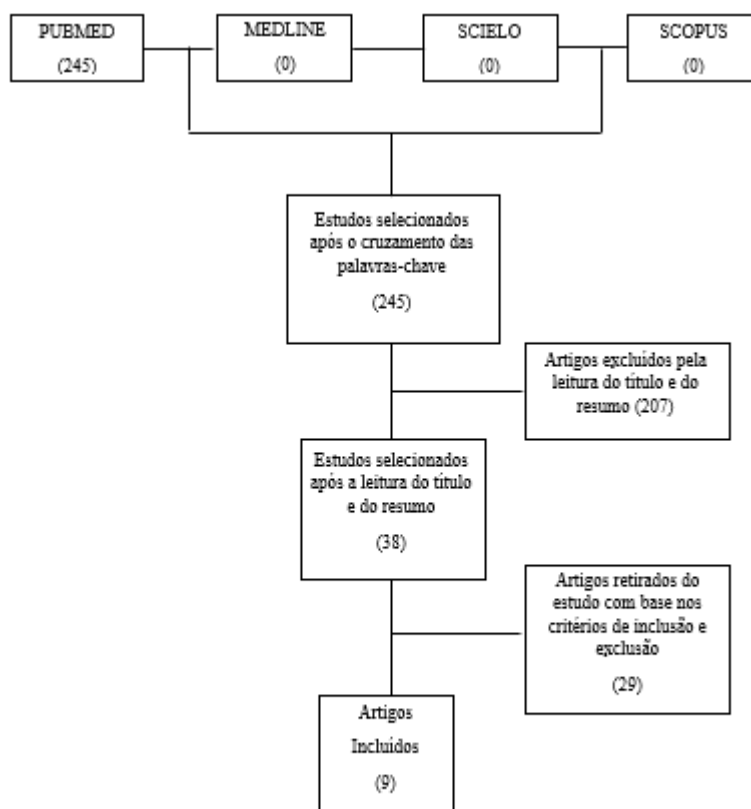 PUBMED
(245)
MEDLINE
(0)
SCIELO
(0)
SCOPUS
(0)
Estudos selecionados
após o cruzamento das
palavras-chave
(245)
Artigos excluídos pela
leitura do título e do
resumo (207)
Estudos selecionados
após a leitura do título
e do resumo
(38)
Artigos retirados do
estudo com base nos
critérios de inclusão e
exclusão
(29)
Artigos
Incluídos
(9)